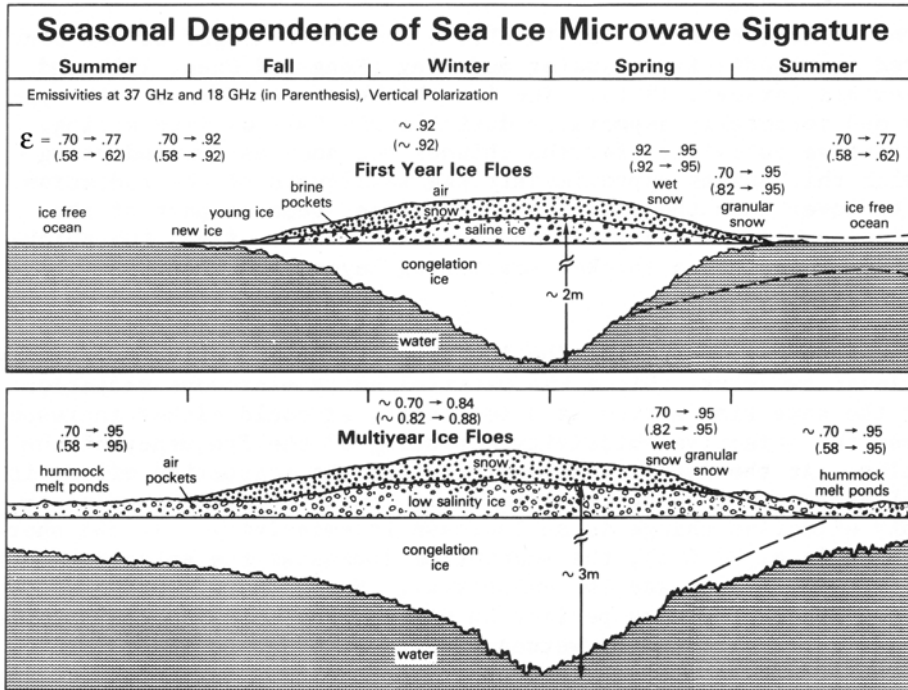 Seasonal Dependence of Sea Ice Microwave Signature
Summer Fall Winter Spring Summer
Emissivities at 37 GHz and 18 GHz (in Parenthesis), Vertical Polarization
ε = .70 → .77
(.58 → .62)
.70 → .92
(.58 → .92)
~ .92
(~ .92)
.92 – .95
(.92 → .95)
.70 → .95
(.82 → .95)
.70 → .77
(.58 → .62)
First Year Ice Floes
ice free
ocean
new ice
young ice
brine
pockets
air
snow
saline ice
wet
snow
granular
snow
ice free
ocean
congelation
ice
~ 2m
water
~ 0.70 → 0.84
(~ 0.82 → 0.88)
Multiyear Ice Floes
.70 → .95
(.58 → .95)
.70 → .95
(.82 → .95)
~ .70 → .95
(.58 → .95)
hummock
melt ponds
air
pockets
snow
low salinity ice
wet
snow
granular
snow
hummock
melt ponds
congelation
ice
~ 3m
water